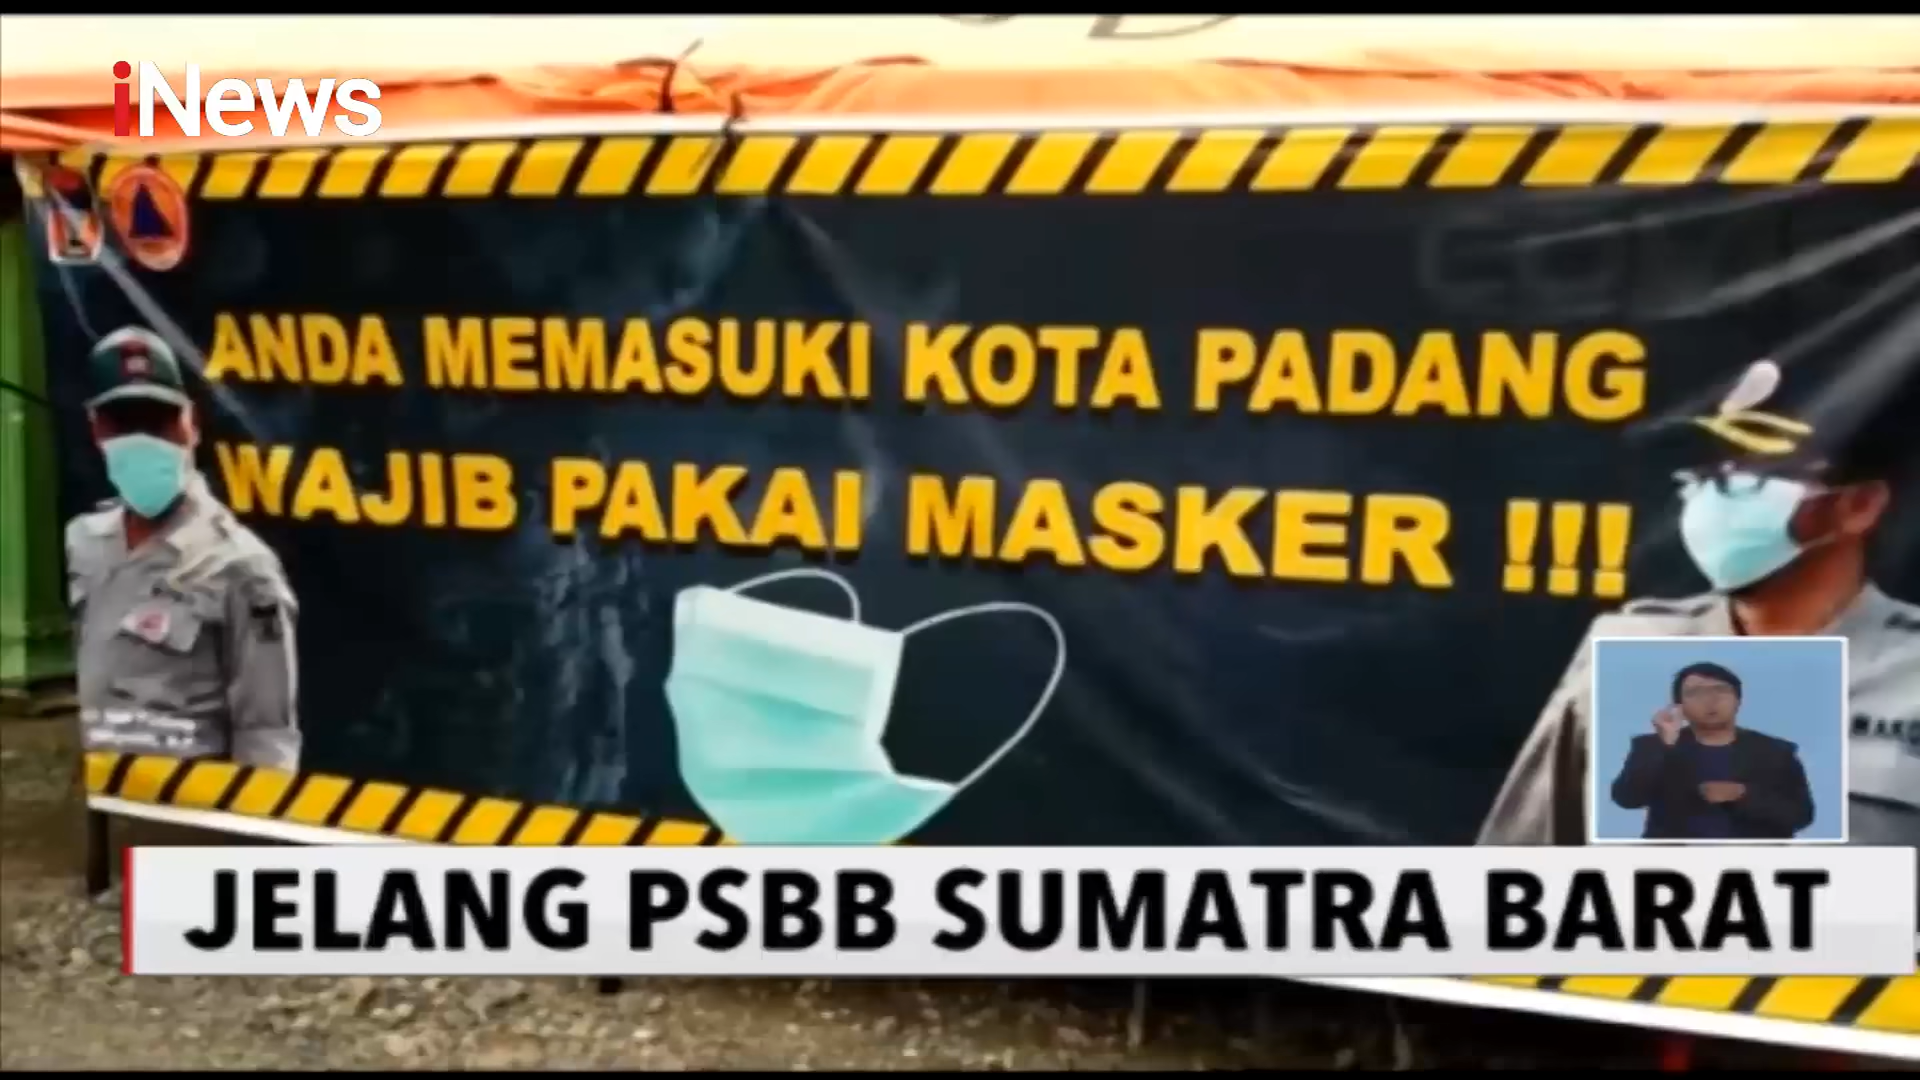 iNews
ANDA MEMASUKI KOTA PADANG
WAJIB PAKAI MASKER !!!
JELANG PSBB SUMATRA BARAT